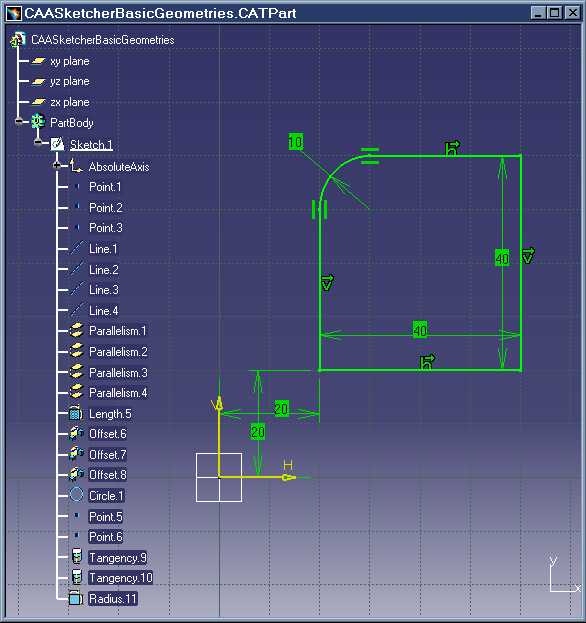 CAASketcherBasicGeometries.CATPart
CAASketcherBasicGeometries
xy plane
yz plane
zx plane
PartBody
Sketch.1
AbsoluteAxis
Point.1
Point.2
Point.3
Line.1
Line.2
Line.3
Line.4
Parallelism.1
Parallelism.2
Parallelism.3
Parallelism.4
Length.5
Offset.6
Offset.7
Offset.8
Circle.1
Point.5
Point.6
Tangency.9
Tangency.10
Radius.11
10
h
40
v
v
40
h
20
20
V
H
y
x